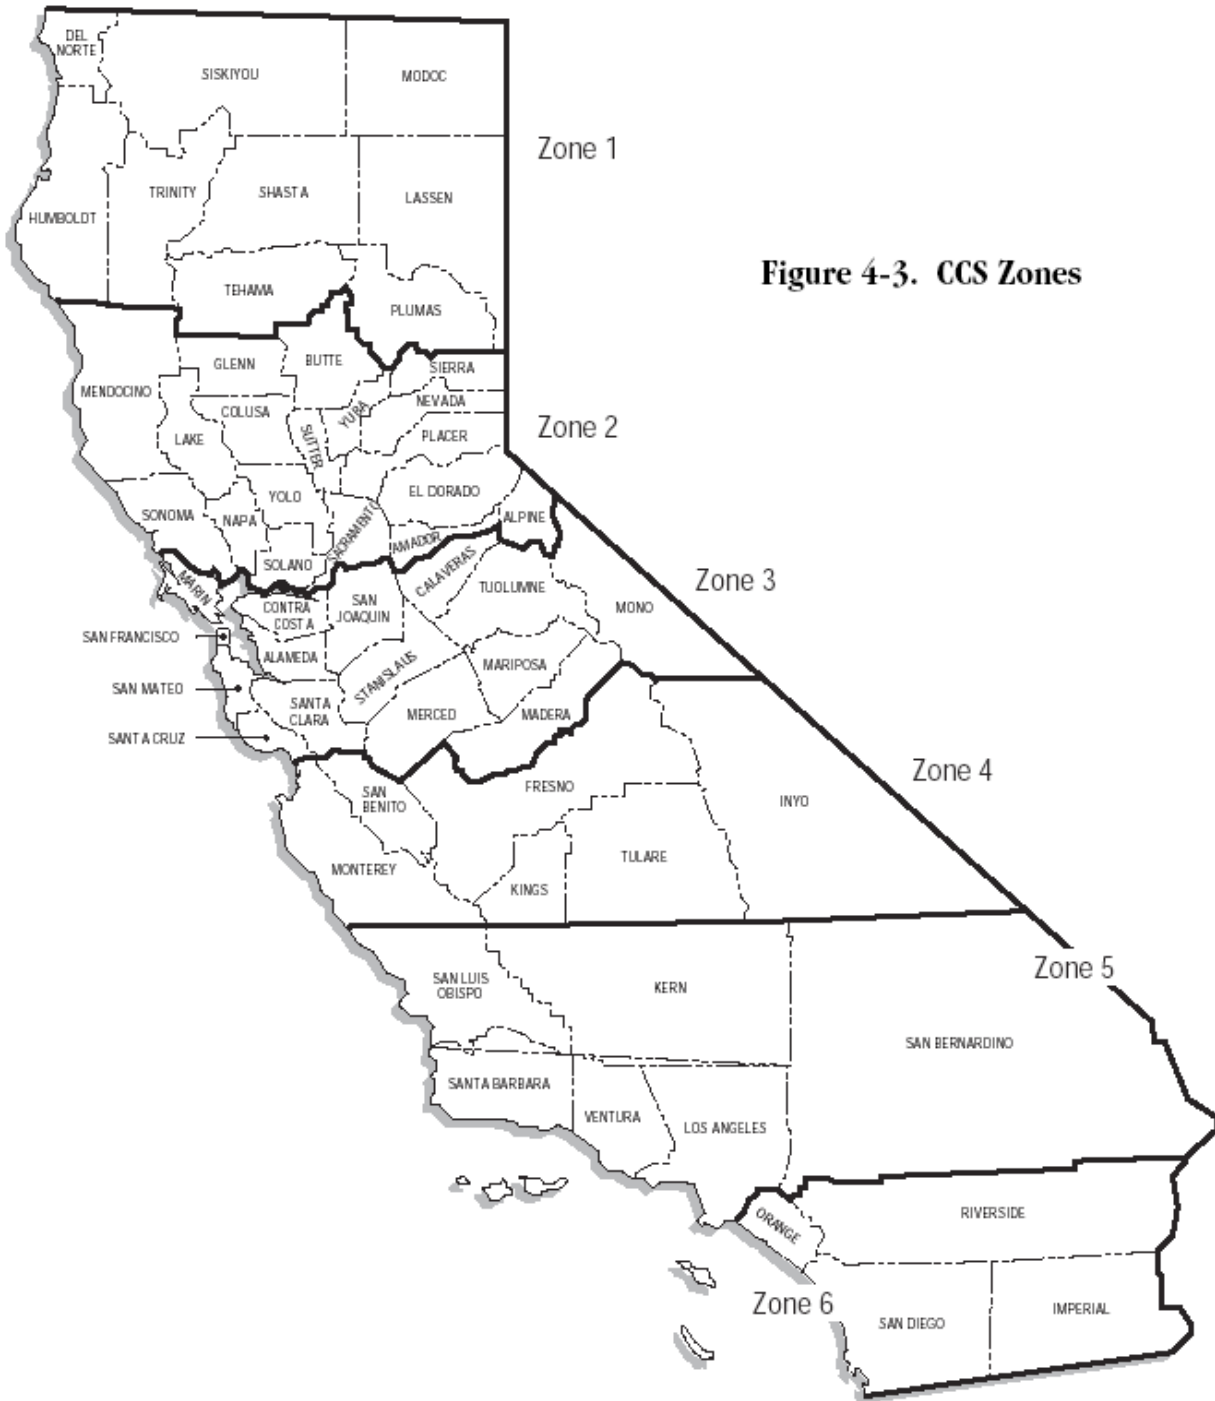 DEL
NORTE
SISKIYOU
MODOC
Zone 1
TRINITY
SHASTA
LASSEN
HUMBOLDT
Figure 4-3. CCS Zones
TEHAMA
PLUMAS
GLENN
BUTTE
SIERRA
MENDOCINO
NEVADA
COLUSA
YUBA
Zone 2
LAKE
SUTTER
PLACER
YOLO
EL DORADO
SONOMA
NAPA
SACRAMENTO
ALPINE
AMADOR
SOLANO
CALAVERAS
Zone 3
MARIN
TUOLUMNE
CONTRA
COSTA
SAN
JOAQUIN
MONO
SAN FRANCISCO
ALAMEDA
STANISLAUS
MARIPOSA
SAN MATEO
SANTA
CLARA
MERCED
MADERA
SANTA CRUZ
Zone 4
SAN
BENITO
FRESNO
INYO
MONTEREY
TULARE
KINGS
Zone 5
SAN LUIS
OBISPO
KERN
SAN BERNARDINO
SANTA BARBARA
VENTURA
LOS ANGELES
ORANGE
RIVERSIDE
Zone 6
SAN DIEGO
IMPERIAL